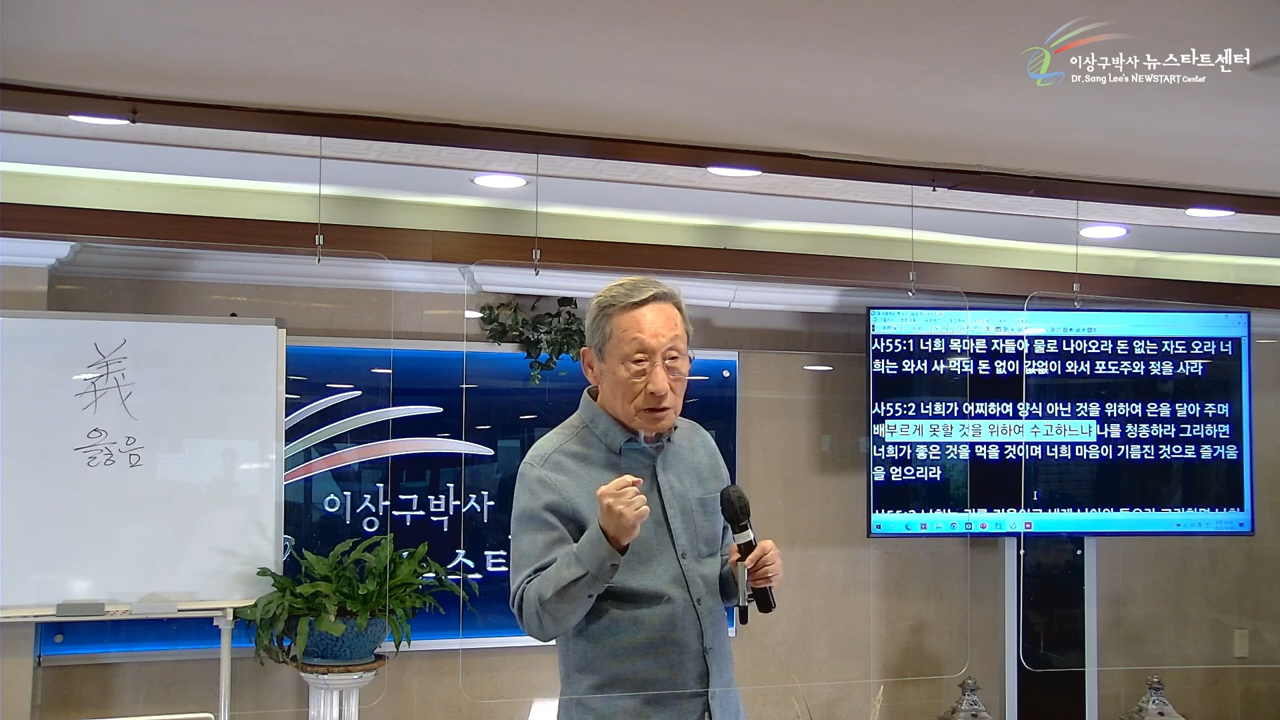 이상구박사 뉴스타트센터
Dr. Sang Lee's NEWSTART Center
義
옳음
이상구박사
스타
사55:1 너희 목마른 자들아 물로 나아오라 돈 없는 자도 오라 너
희는 와서 사 먹되 돈 없이 값없이 와서 포도주와 젖을 사라
사55:2 너희가 어찌하여 양식 아닌 것을 위하여 은을 달아 주며
배부르게 못할 것을 위하여 수고하느냐 나를 청종하라 그리하면
너희가 좋은 것을 먹을 것이며 너희 마음이 기름진 것으로 즐거움
을 얻으리라